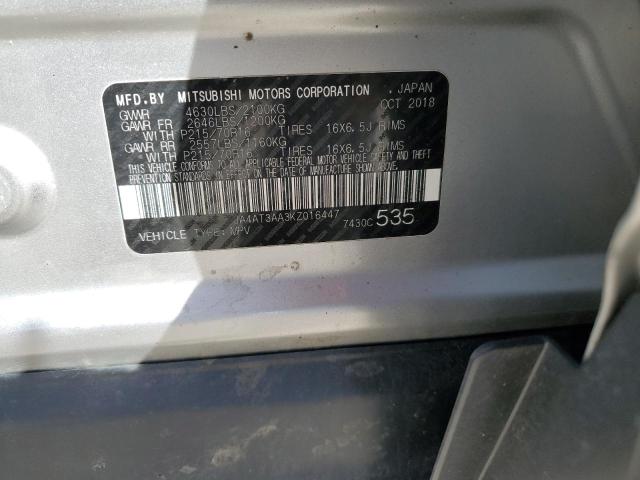 MFD.BY MITSUBISHI MOTORS CORPORATION JAPAN
GVWR 4630LBS/2100KG OCT 2018
GAWR FR 2646LBS/1200KG
WITH P215/70R16 TIRES 16X6.5J RIMS
GAWR RR 2557LBS/1160KG
WITH P215/70R16 TIRES 16X6.5J RIMS
THIS VEHICLE CONFORMS TO ALL APPLICABLE FEDERAL MOTOR VEHICLE SAFETY AND
THEFT PREVENTION STANDARDS IN EFFECT ON THE DATE OF MANUFACTURE SHOWN ABOVE.
JA4AT3AA3KZ016447
VEHICLE TYPE: MPV 7430C 535